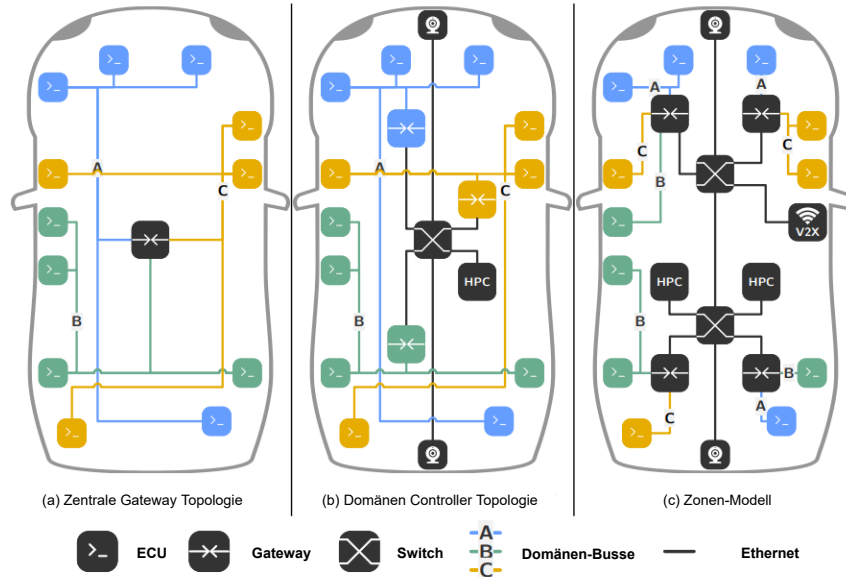 A
C
B
A
C
B
HPC
A
A
C
C
B
V2X
HPC
HPC
B
B
A
C
(a) Zentrale Gateway Topologie
(b) Domänen Controller Topologie
(c) Zonen-Modell
ECU
Gateway
Switch
A
B
C
Domänen-Busse
Ethernet